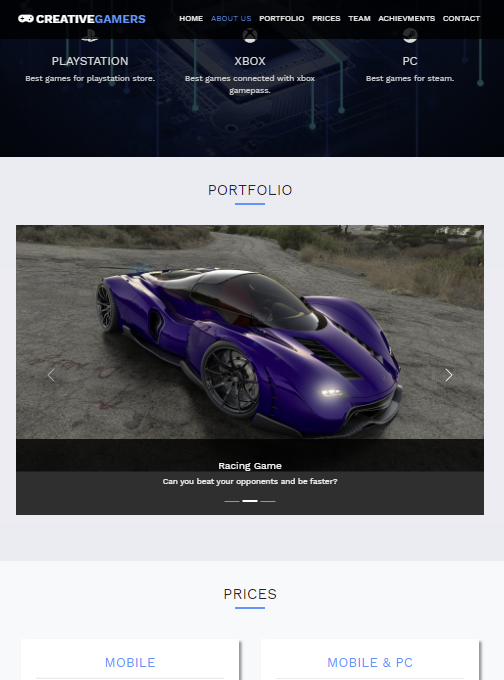 CREATIVEGAMERS
HOME ABOUT US PORTFOLIO PRICES TEAM ACHIEVMENTS CONTACT
PLAYSTATION
Best games for playstation store.
XBOX
Best games connected with xbox
gamepass.
PC
Best games for steam.
PORTFOLIO
Racing Game
Can you beat your opponents and be faster?
PRICES
MOBILE
MOBILE & PC